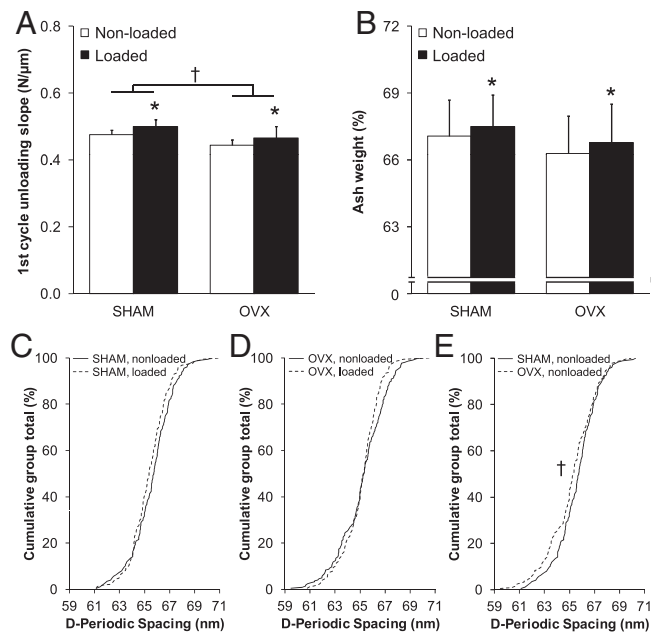 A
1st cycle unloading slope (N/µm)
0.8
0.6
0.4
0.2
0.0
Non-loaded
Loaded
†
*
*
SHAM
OVX
B
Ash weight (%)
72
69
66
63
0
Non-loaded
Loaded
*
*
SHAM
OVX
C
Cumulative group total (%)
100
80
60
40
20
0
SHAM, nonloaded
SHAM, loaded
59 61 63 65 67 69 71
D-Periodic Spacing (nm)
D
Cumulative group total (%)
100
80
60
40
20
0
OVX, nonloaded
OVX, loaded
59 61 63 65 67 69 71
D-Periodic Spacing (nm)
E
Cumulative group total (%)
100
80
60
40
20
0
SHAM, nonloaded
OVX, nonloaded
†
59 61 63 65 67 69 71
D-Periodic Spacing (nm)